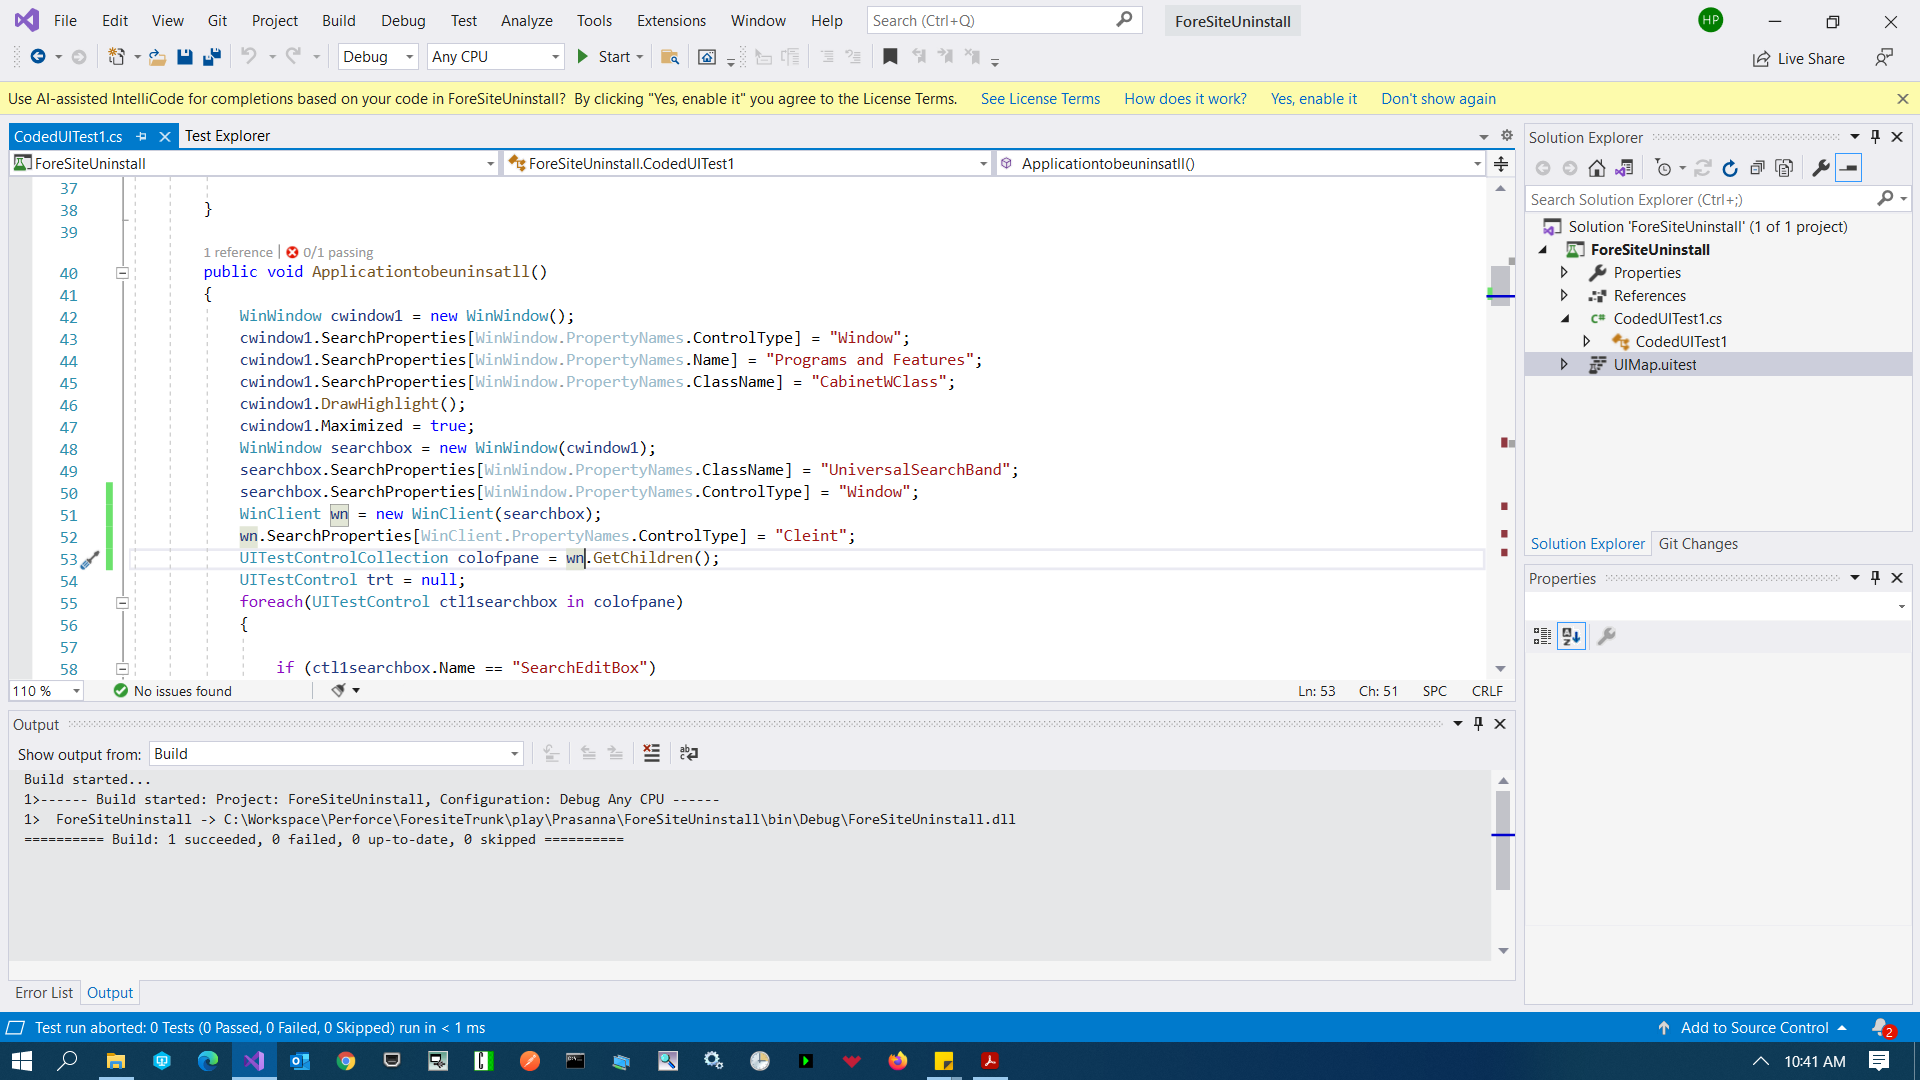 File Edit View Git Project Build Debug Test Analyze Tools Extensions Window Help Search (Ctrl+Q) ForeSiteUninstall HP
Debug Any CPU Start Live Share
Use AI-assisted IntelliCode for completions based on your code in ForeSiteUninstall? By clicking "Yes, enable it" you agree to the License Terms. See License Terms How does it work? Yes, enable it Don't show again
CodedUITest1.cs Test Explorer
ForeSiteUninstall ForeSiteUninstall.CodedUITest1 Applicationtobeuninsatll()
37
38 }
39
1 reference | 0/1 passing
40 public void Applicationtobeuninsatll()
41 {
42 WinWindow cwindow1 = new WinWindow();
43 cwindow1.SearchProperties[WinWindow.PropertyNames.ControlType] = "Window";
44 cwindow1.SearchProperties[WinWindow.PropertyNames.Name] = "Programs and Features";
45 cwindow1.SearchProperties[WinWindow.PropertyNames.ClassName] = "CabinetWClass";
46 cwindow1.DrawHighlight();
47 cwindow1.Maximized = true;
48 WinWindow searchbox = new WinWindow(cwindow1);
49 searchbox.SearchProperties[WinWindow.PropertyNames.ClassName] = "UniversalSearchBand";
50 searchbox.SearchProperties[WinWindow.PropertyNames.ControlType] = "Window";
51 WinClient wn = new WinClient(searchbox);
52 wn.SearchProperties[WinClient.PropertyNames.ControlType] = "Cleint";
53 UITestControlCollection colofpane = wn.GetChildren();
54 UITestControl trt = null;
55 foreach(UITestControl ctl1searchbox in colofpane)
56 {
57
58 if (ctl1searchbox.Name == "SearchEditBox")
110 % No issues found Ln: 53 Ch: 51 SPC CRLF
Output
Show output from: Build
Build started...
1>------ Build started: Project: ForeSiteUninstall, Configuration: Debug Any CPU ------
1>  ForeSiteUninstall -> C:\Workspace\Perforce\ForesiteTrunk\play\Prasanna\ForeSiteUninstall\bin\Debug\ForeSiteUninstall.dll
========== Build: 1 succeeded, 0 failed, 0 up-to-date, 0 skipped ==========
Error List Output
Solution Explorer
Search Solution Explorer (Ctrl+;)
Solution 'ForeSiteUninstall' (1 of 1 project)
ForeSiteUninstall
Properties
References
C# CodedUITest1.cs
CodedUITest1
UIMap.uitest
Solution Explorer Git Changes
Properties
Test run aborted: 0 Tests (0 Passed, 0 Failed, 0 Skipped) run in < 1 ms Add to Source Control 2
10:41 AM